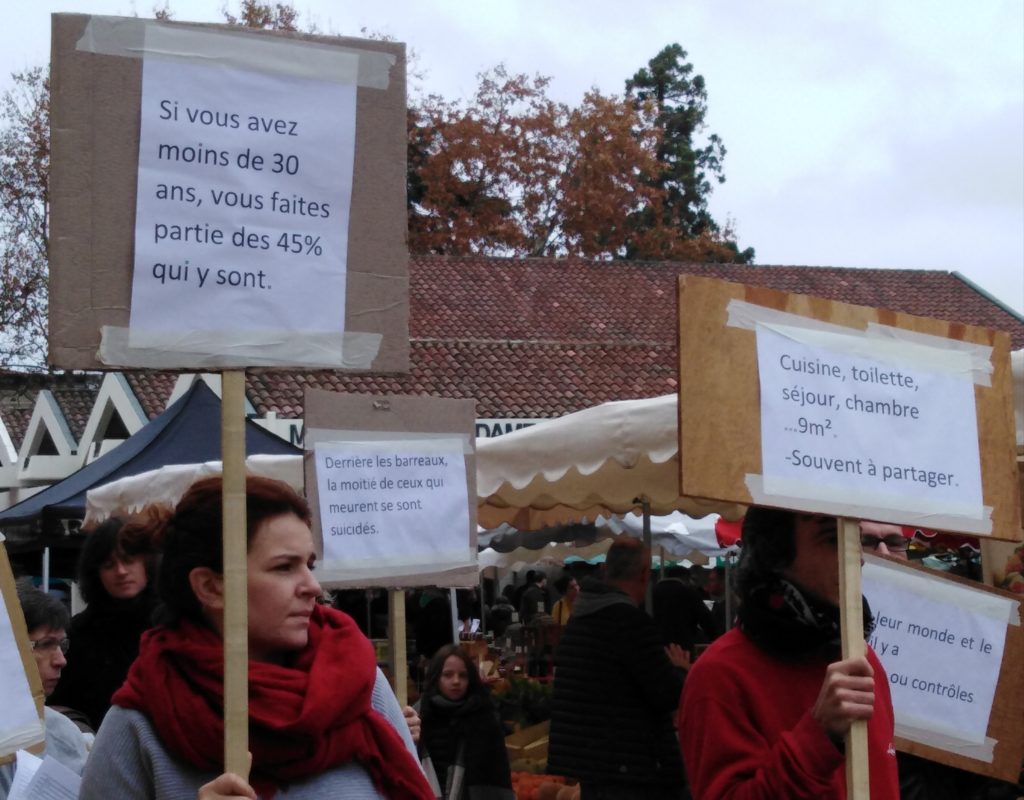 Si vous avez
moins de 30
ans, vous faites
partie des 45%
qui y sont.
Derrière les barreaux,
la moitié de ceux qui
meurent se sont
suicidés.
Cuisine, toilette,
séjour, chambre
...9m².
-Souvent à partager.
leur monde et le
il y a
ou contrôles